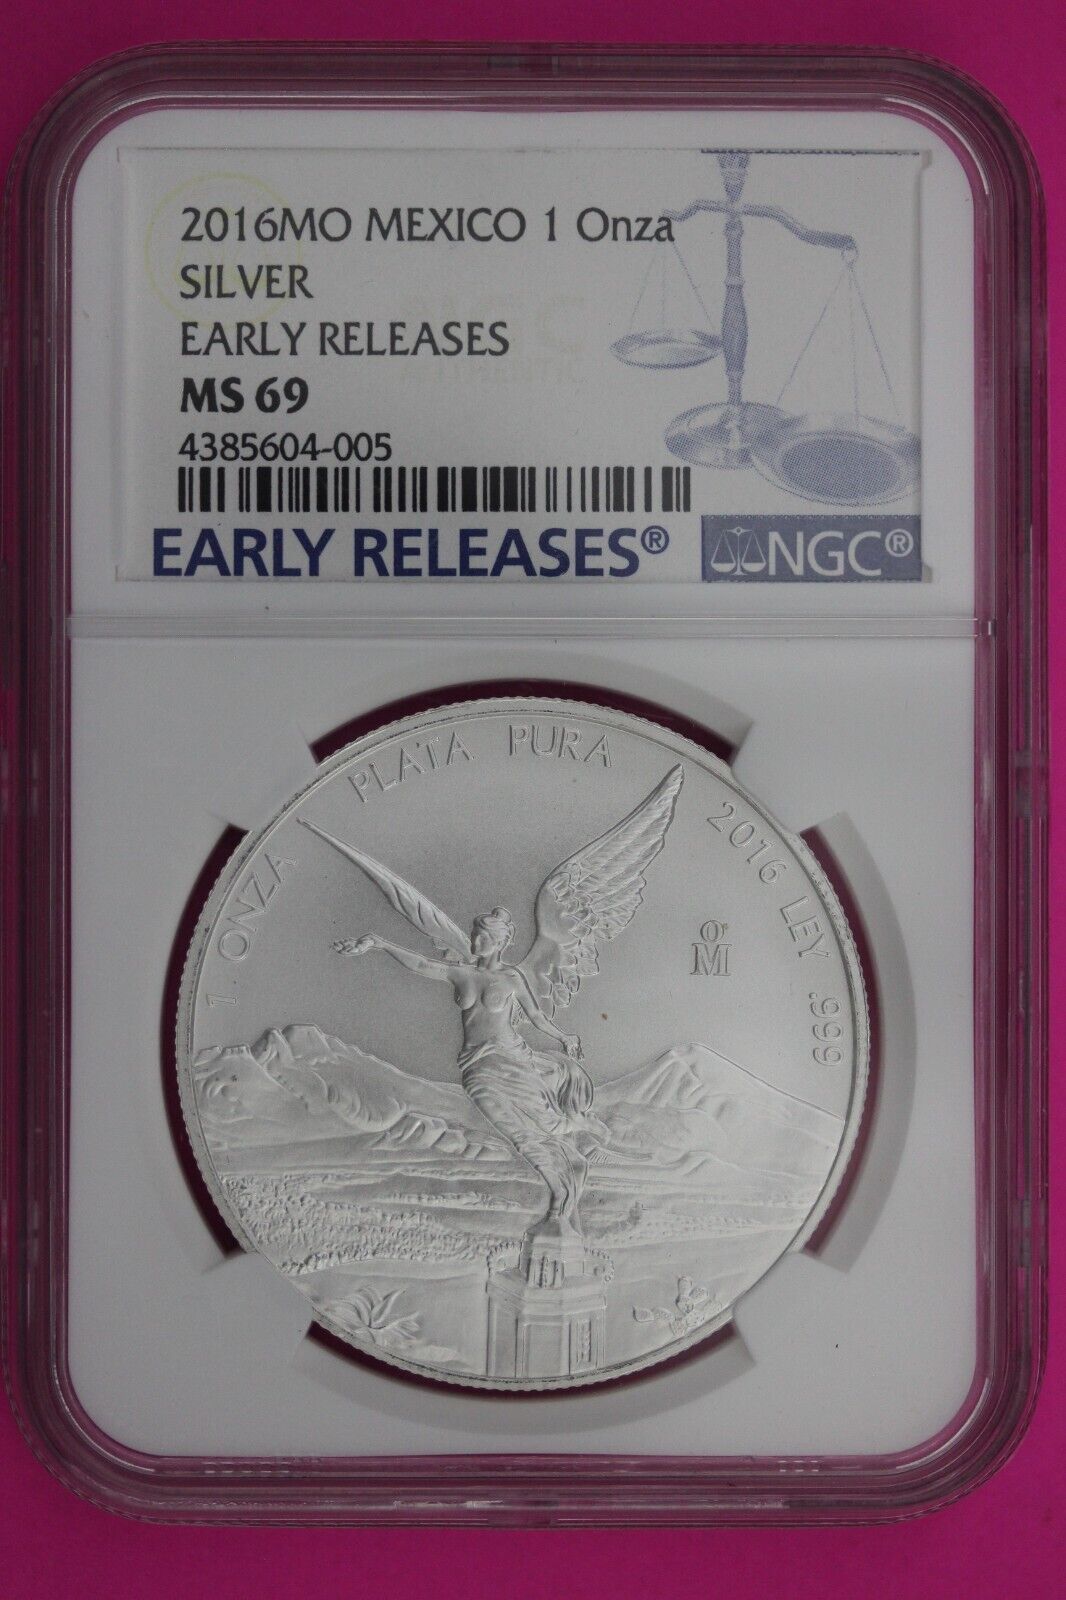 2016MO MEXICO 1 Onza
SILVER
EARLY RELEASES
MS 69
4385604-005
EARLY RELEASES®
NGC®
1 ONZA PLATA PURA 2016 LEY .999
Mº